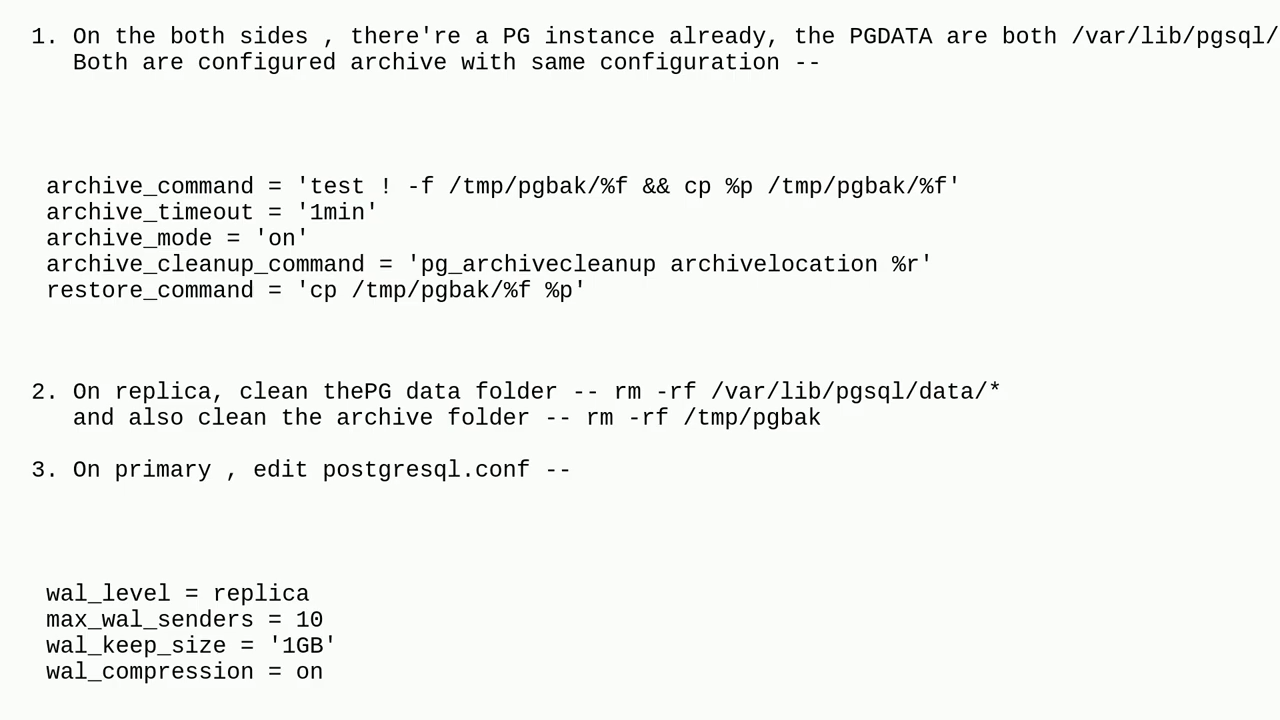 1. On the both sides , there're a PG instance already, the PGDATA are both /var/lib/pgsql/
Both are configured archive with same configuration --
archive_command = 'test ! -f /tmp/pgbak/%f && cp %p /tmp/pgbak/%f'
archive_timeout = '1min'
archive_mode = 'on'
archive_cleanup_command = 'pg_archivecleanup archivelocation %r'
restore_command = 'cp /tmp/pgbak/%f %p'
2. On replica, clean thePG data folder -- rm -rf /var/lib/pgsql/data/*
and also clean the archive folder -- rm -rf /tmp/pgbak
3. On primary , edit postgresql.conf --
wal_level = replica
max_wal_senders = 10
wal_keep_size = '1GB'
wal_compression = on